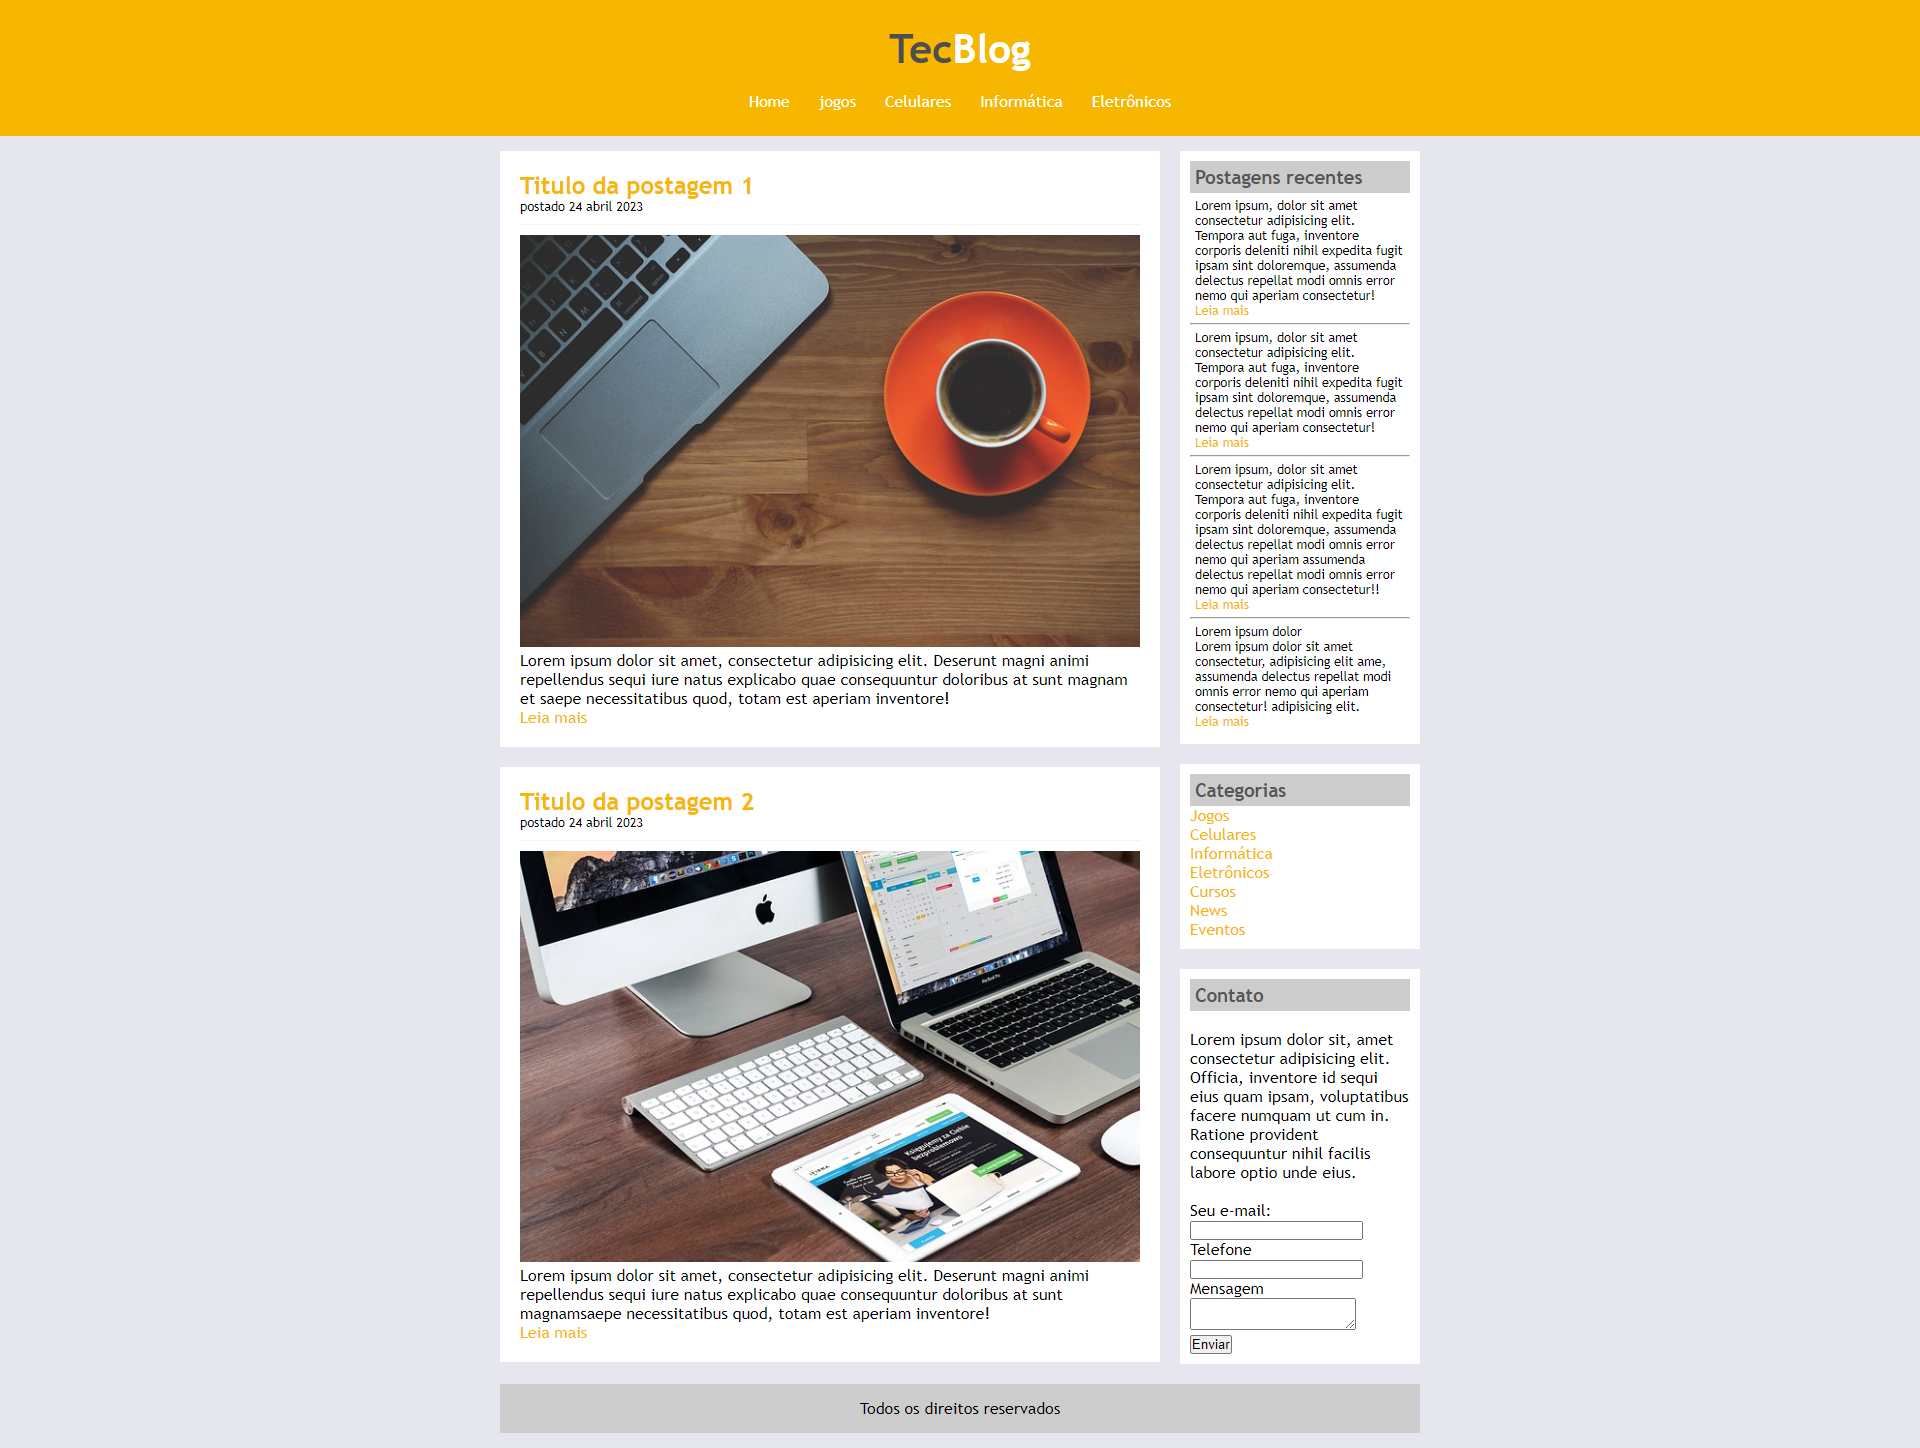 TecBlog
Home jogos Celulares Informática Eletrônicos
Titulo da postagem 1
postado 24 abril 2023
Lorem ipsum dolor sit amet, consectetur adipisicing elit. Deserunt magni animi
repellendus sequi iure natus explicabo quae consequuntur doloribus at sunt magnam
et saepe necessitatibus quod, totam est aperiam inventore!
Leia mais
Titulo da postagem 2
postado 24 abril 2023
Księgujemy za Ciebie
bezproblemowo
Lorem ipsum dolor sit amet, consectetur adipisicing elit. Deserunt magni animi
repellendus sequi iure natus explicabo quae consequuntur doloribus at sunt
magnamsaepe necessitatibus quod, totam est aperiam inventore!
Leia mais
Postagens recentes
Lorem ipsum, dolor sit amet
consectetur adipisicing elit.
Tempora aut fuga, inventore
corporis deleniti nihil expedita fugit
ipsam sint doloremque, assumenda
delectus repellat modi omnis error
nemo qui aperiam consectetur!
Leia mais
Lorem ipsum, dolor sit amet
consectetur adipisicing elit.
Tempora aut fuga, inventore
corporis deleniti nihil expedita fugit
ipsam sint doloremque, assumenda
delectus repellat modi omnis error
nemo qui aperiam consectetur!
Leia mais
Lorem ipsum, dolor sit amet
consectetur adipisicing elit.
Tempora aut fuga, inventore
corporis deleniti nihil expedita fugit
ipsam sint doloremque, assumenda
delectus repellat modi omnis error
nemo qui aperiam assumenda
delectus repellat modi omnis error
nemo qui aperiam consectetur!!
Leia mais
Lorem ipsum dolor
Lorem ipsum dolor sit amet
consectetur, adipisicing elit ame,
assumenda delectus repellat modi
omnis error nemo qui aperiam
consectetur! adipisicing elit.
Leia mais
Categorias
Jogos
Celulares
Informática
Eletrônicos
Cursos
News
Eventos
Contato
Lorem ipsum dolor sit, amet
consectetur adipisicing elit.
Officia, inventore id sequi
eius quam ipsam, voluptatibus
facere numquam ut cum in.
Ratione provident
consequuntur nihil facilis
labore optio unde eius.
Seu e-mail:
Telefone
Mensagem
Enviar
Todos os direitos reservados